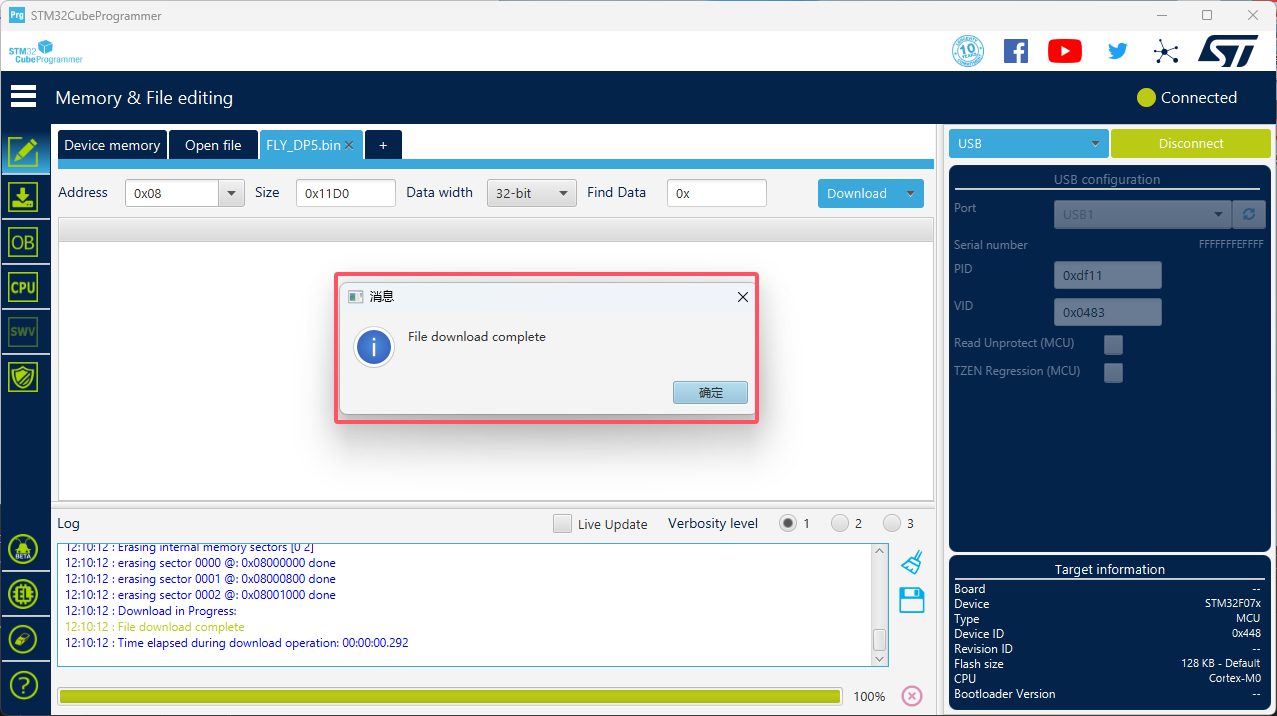 Prg STM32CubeProgrammer
STM32
CubeProgrammer
10
YEARS
ST
Memory & File editing
Connected
Device memory
Open file
FLY_DP5.bin
+
USB
Disconnect
Address
0x08
Size
0x11D0
Data width
32-bit
Find Data
0x
Download
USB configuration
Port
USB1
Serial number
FFFFFFFEFFFF
PID
0xdf11
VID
0x0483
Read Unprotect (MCU)
TZEN Regression (MCU)
OB
CPU
SWV
BETA
EL
?
消息
File download complete
确定
Log
Live Update
Verbosity level
1
2
3
12:10:12 : Erasing internal memory sectors [0 2]
12:10:12 : erasing sector 0000 @: 0x08000000 done
12:10:12 : erasing sector 0001 @: 0x08000800 done
12:10:12 : erasing sector 0002 @: 0x08001000 done
12:10:12 : Download in Progress:
12:10:12 : File download complete
12:10:12 : Time elapsed during download operation: 00:00:00.292
100%
Target information
Board --
Device STM32F07x
Type MCU
Device ID 0x448
Revision ID --
Flash size 128 KB - Default
CPU Cortex-M0
Bootloader Version --